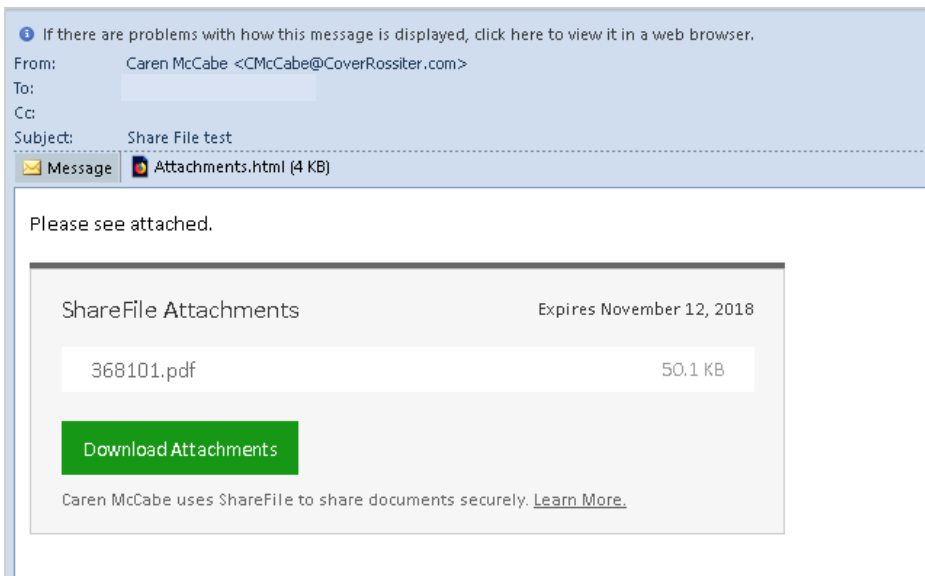 If there are problems with how this message is displayed, click here to view it in a web browser.
From: Caren McCabe <CMcCabe@CoverRossiter.com>
To:
Cc:
Subject: Share File test
Message Attachments.html (4 KB)
Please see attached.
ShareFile Attachments Expires November 12, 2018
368101.pdf 50.1 KB
Download Attachments
Caren McCabe uses ShareFile to share documents securely. Learn More.